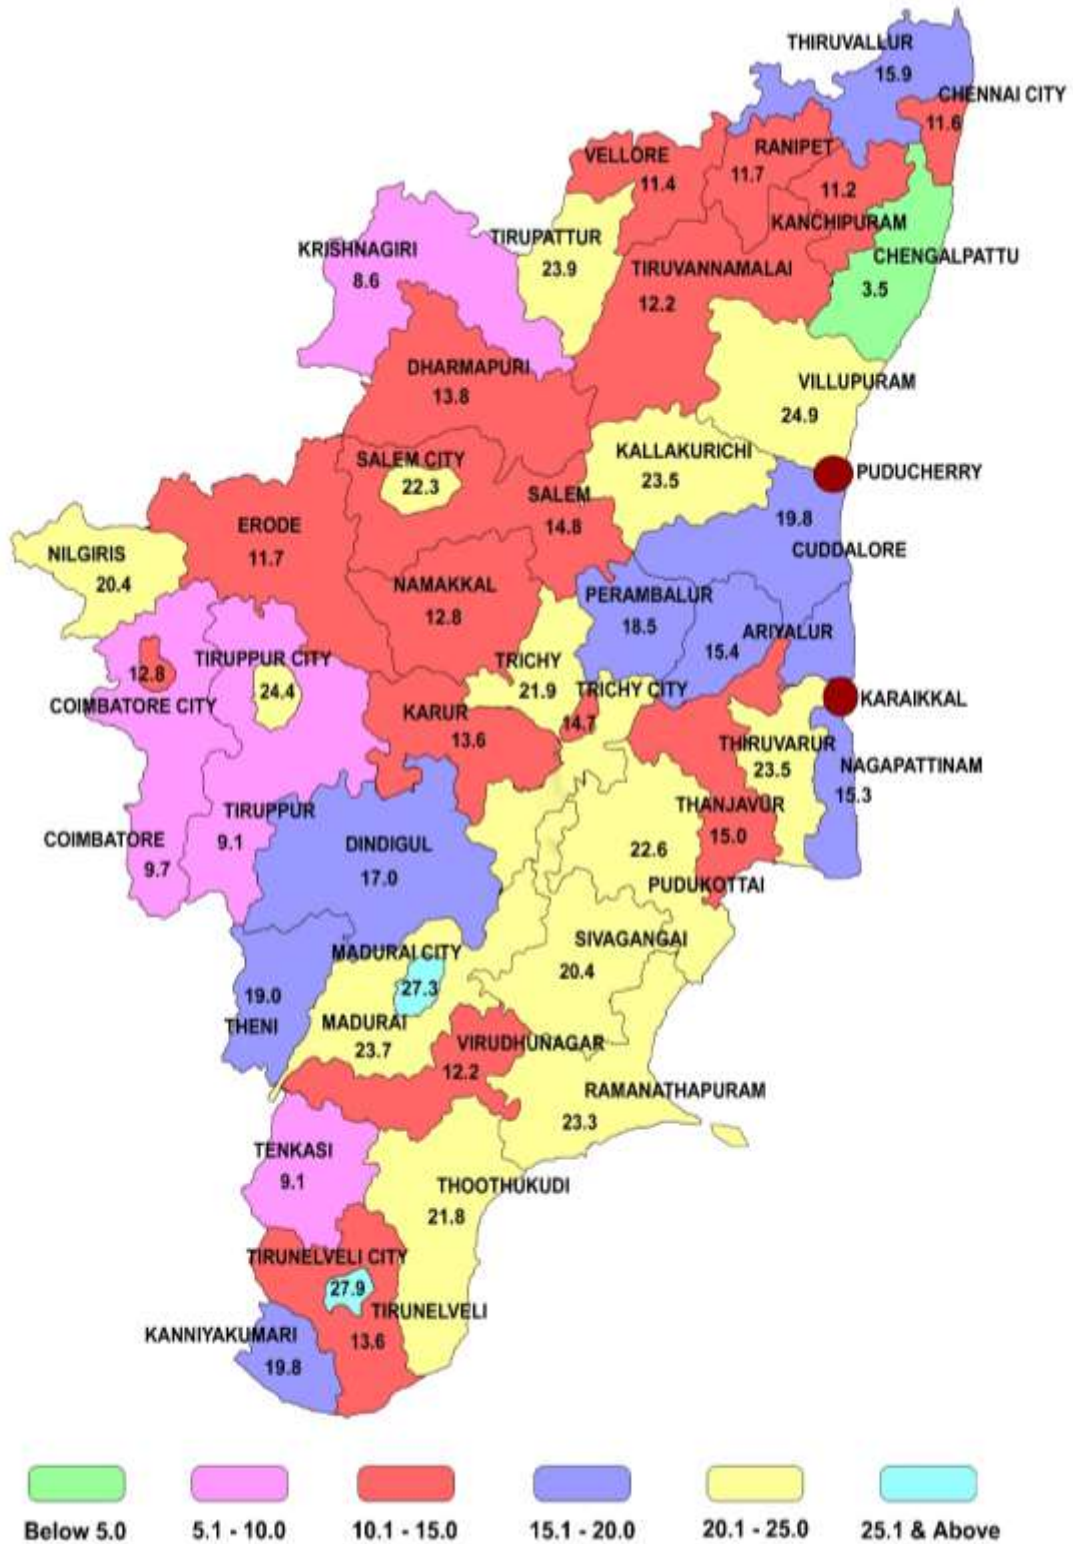 THIRUVALLUR
15.9
CHENNAI CITY
11.6
VELLORE
11.4
RANIPET
11.7
11.2
KANCHIPURAM
CHENGALPATTU
3.5
KRISHNAGIRI
8.6
TIRUPATTUR
23.9
TIRUVANNAMALAI
12.2
DHARMAPURI
13.8
VILLUPURAM
24.9
SALEM CITY
22.3
KALLAKURICHI
23.5
PUDUCHERRY
SALEM
14.8
19.8
CUDDALORE
ERODE
11.7
NILGIRIS
20.4
NAMAKKAL
12.8
PERAMBALUR
18.5
ARIYALUR
15.4
TRICHY
21.9
TIRUPPUR CITY
24.4
12.8
COIMBATORE CITY
TRICHY CITY
14.7
KARAIKKAL
KARUR
13.6
THIRUVARUR
23.5
NAGAPATTINAM
15.3
THANJAVUR
15.0
TIRUPPUR
9.1
COIMBATORE
9.7
DINDIGUL
17.0
22.6
PUDUKOTTAI
SIVAGANGAI
20.4
MADURAI CITY
27.3
19.0
THENI
MADURAI
23.7
VIRUDHUNAGAR
12.2
RAMANATHAPURAM
23.3
TENKASI
9.1
THOOTHUKUDI
21.8
TIRUNELVELI CITY
27.9
TIRUNELVELI
13.6
KANNIYAKUMARI
19.8
Below 5.0
5.1 - 10.0
10.1 - 15.0
15.1 - 20.0
20.1 - 25.0
25.1 & Above